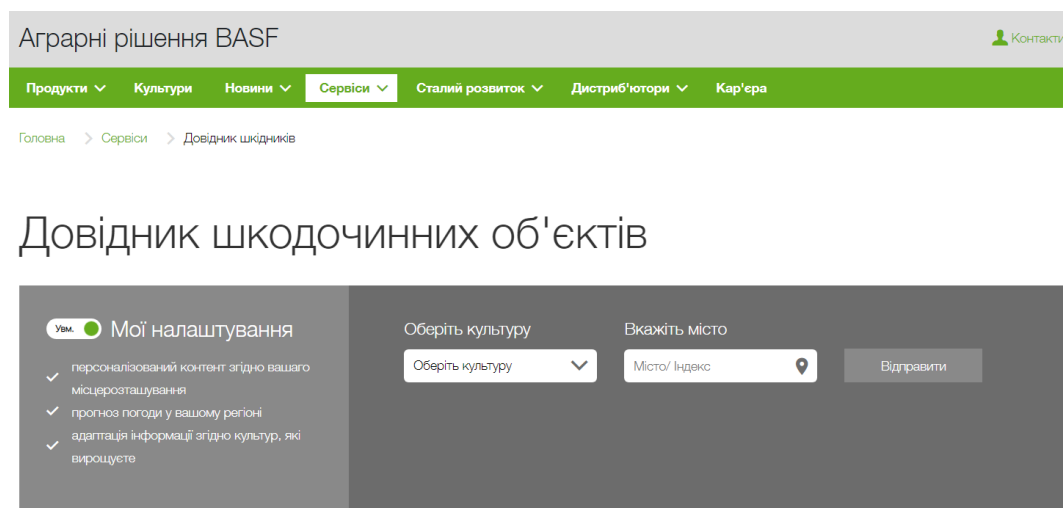 Аграрні рішення BASF
Контакти
Продукти Культури Новини Сервіси Сталий розвиток Дистриб'ютори Кар'єра
Головна > Сервіси > Довідник шкідників
Довідник шкодочинних об'єктів
Увм. Мої налаштування
персоналізований контент згідно вашаго
місцерозташування
прогноз погоди у вашому регіоні
адаптація інформації згідно культур, які
вирощуєте
Оберіть культуру
Оберіть культуру
Вкажіть місто
Місто/ Індекс
Відправити